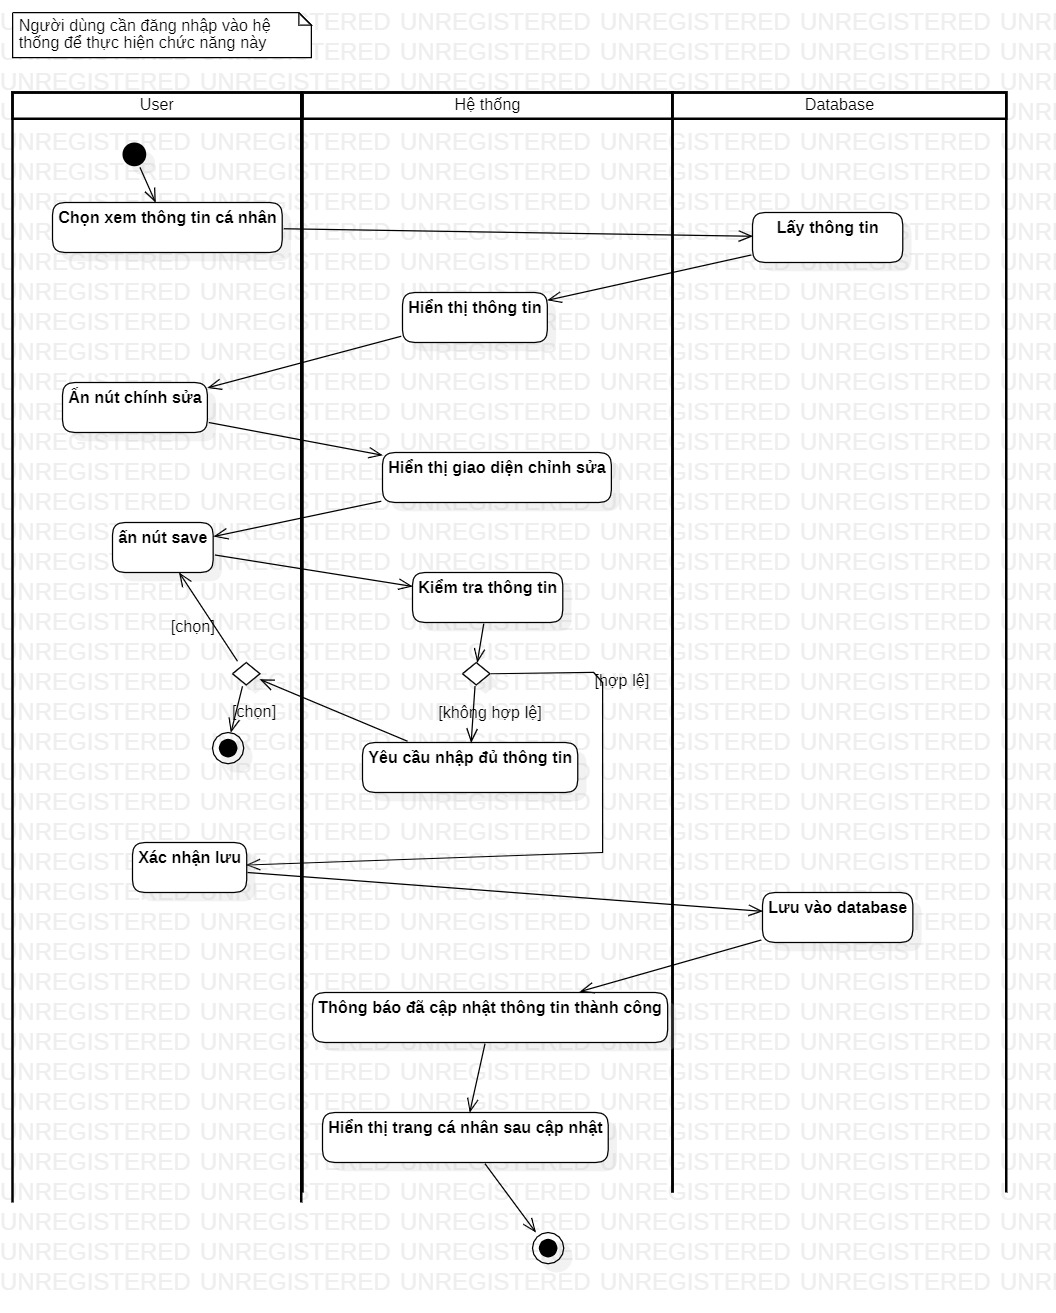 Người dùng cần đăng nhập vào hệ
thống để thực hiện chức năng này
User
Hệ thống
Database
Chọn xem thông tin cá nhân
Lấy thông tin
Hiển thị thông tin
Ấn nút chính sửa
Hiển thị giao diện chỉnh sửa
ấn nút save
Kiểm tra thông tin
[chọn]
[hợp lệ]
[chọn]
[không hợp lệ]
Yêu cầu nhập đủ thông tin
Xác nhận lưu
Lưu vào database
Thông báo đã cập nhật thông tin thành công
Hiển thị trang cá nhân sau cập nhật
UNREGISTERED